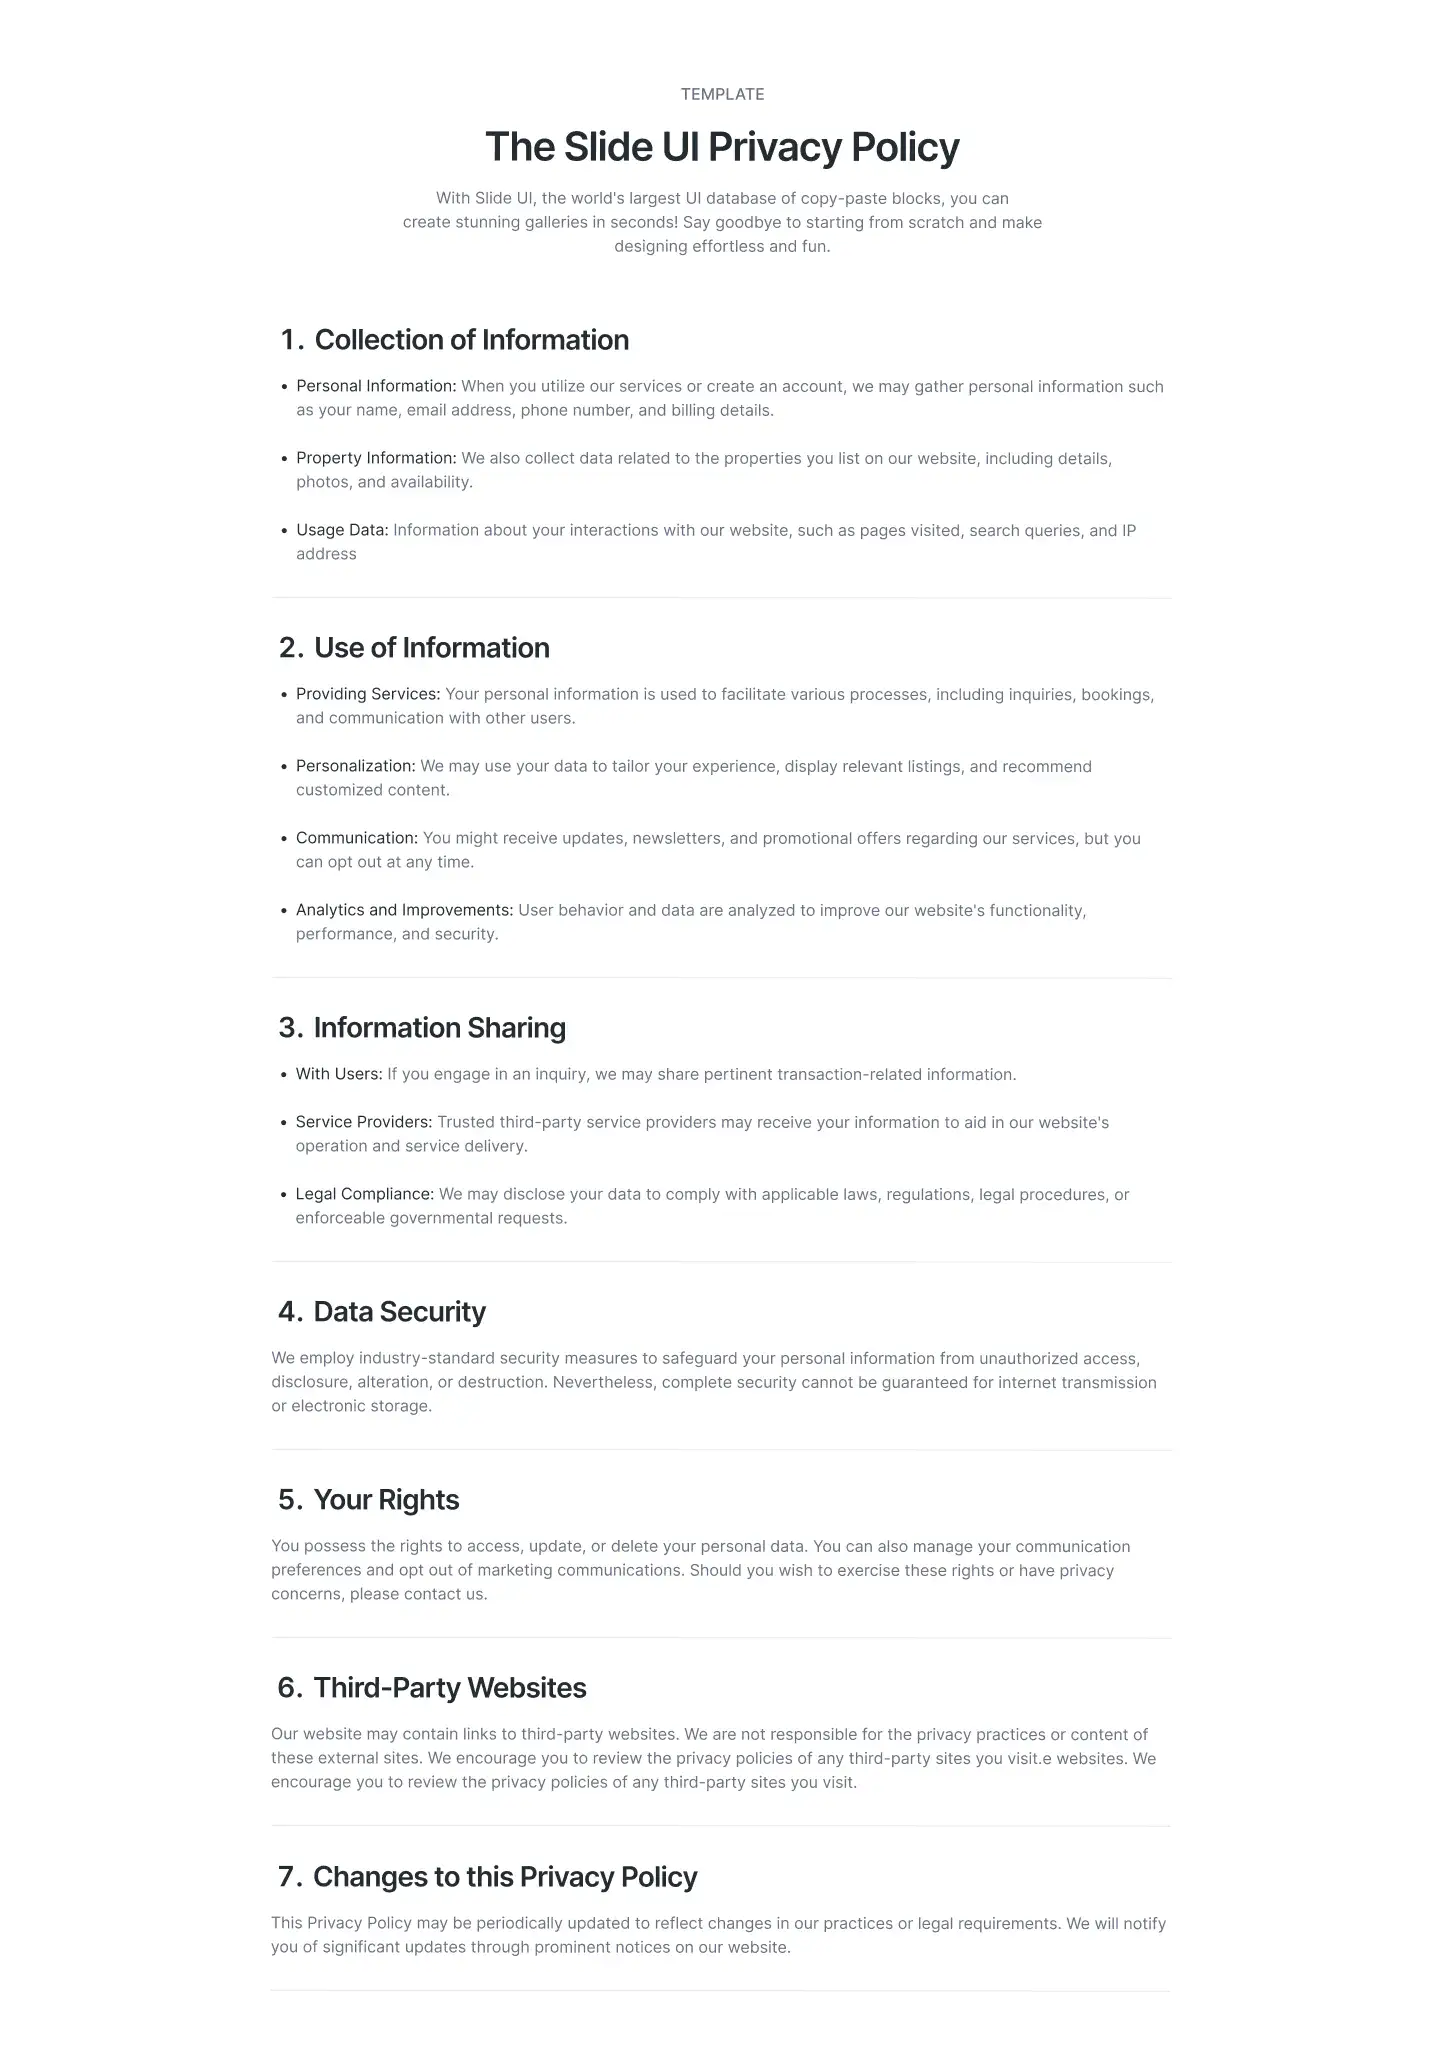 TEMPLATE
The Slide UI Privacy Policy
With Slide UI, the world's largest UI database of copy-paste blocks, you can
create stunning galleries in seconds! Say goodbye to starting from scratch and make
designing effortless and fun.
1. Collection of Information
• Personal Information: When you utilize our services or create an account, we may gather personal information such
as your name, email address, phone number, and billing details.
• Property Information: We also collect data related to the properties you list on our website, including details,
photos, and availability.
• Usage Data: Information about your interactions with our website, such as pages visited, search queries, and IP
address
2. Use of Information
• Providing Services: Your personal information is used to facilitate various processes, including inquiries, bookings,
and communication with other users.
• Personalization: We may use your data to tailor your experience, display relevant listings, and recommend
customized content.
• Communication: You might receive updates, newsletters, and promotional offers regarding our services, but you
can opt out at any time.
• Analytics and Improvements: User behavior and data are analyzed to improve our website's functionality,
performance, and security.
3. Information Sharing
• With Users: If you engage in an inquiry, we may share pertinent transaction-related information.
• Service Providers: Trusted third-party service providers may receive your information to aid in our website's
operation and service delivery.
• Legal Compliance: We may disclose your data to comply with applicable laws, regulations, legal procedures, or
enforceable governmental requests.
4. Data Security
We employ industry-standard security measures to safeguard your personal information from unauthorized access,
disclosure, alteration, or destruction. Nevertheless, complete security cannot be guaranteed for internet transmission
or electronic storage.
5. Your Rights
You possess the rights to access, update, or delete your personal data. You can also manage your communication
preferences and opt out of marketing communications. Should you wish to exercise these rights or have privacy
concerns, please contact us.
6. Third-Party Websites
Our website may contain links to third-party websites. We are not responsible for the privacy practices or content of
these external sites. We encourage you to review the privacy policies of any third-party sites you visit.e websites. We
encourage you to review the privacy policies of any third-party sites you visit.
7. Changes to this Privacy Policy
This Privacy Policy may be periodically updated to reflect changes in our practices or legal requirements. We will notify
you of significant updates through prominent notices on our website.